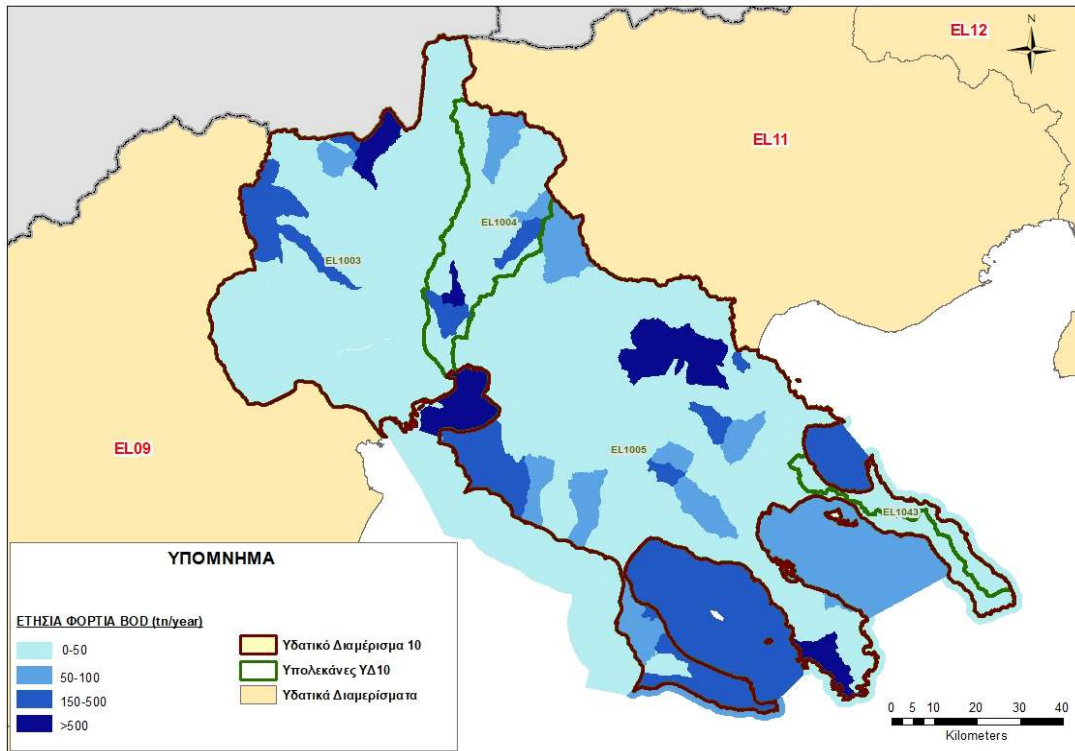 EL12
N
EL11
EL1004
EL1003
EL09
EL1005
EL1043
ΥΠΟΜΝΗΜΑ
ΕΤΗΣΙΑ ΦΟΡΤΙΑ BOD (tn/year)
0-50
50-100
150-500
>500
Υδατικό Διαμέρισμα 10
Υπολεκάνες ΥΔ10
Υδατικά Διαμερίσματα
0 5 10 20 30 40
Kilometers